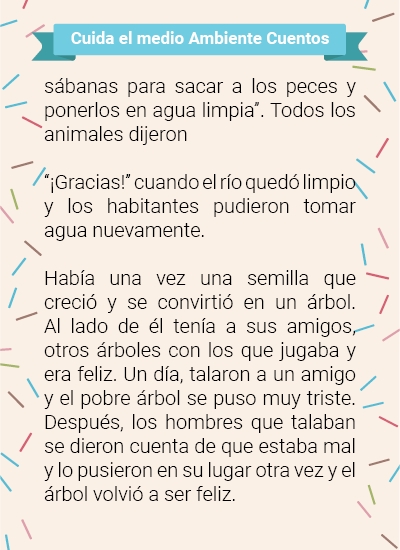 Cuida el medio Ambiente Cuentos
sábanas para sacar a los peces y
ponerlos en agua limpia”. Todos los
animales dijeron
“¡Gracias!” cuando el río quedó limpio
y los habitantes pudieron tomar
agua nuevamente.
Había una vez una semilla que
creció y se convirtió en un árbol.
Al lado de él tenía a sus amigos,
otros árboles con los que jugaba y
era feliz. Un día, talaron a un amigo
y el pobre árbol se puso muy triste.
Después, los hombres que talaban
se dieron cuenta de que estaba mal
y lo pusieron en su lugar otra vez y el
árbol volvió a ser feliz.